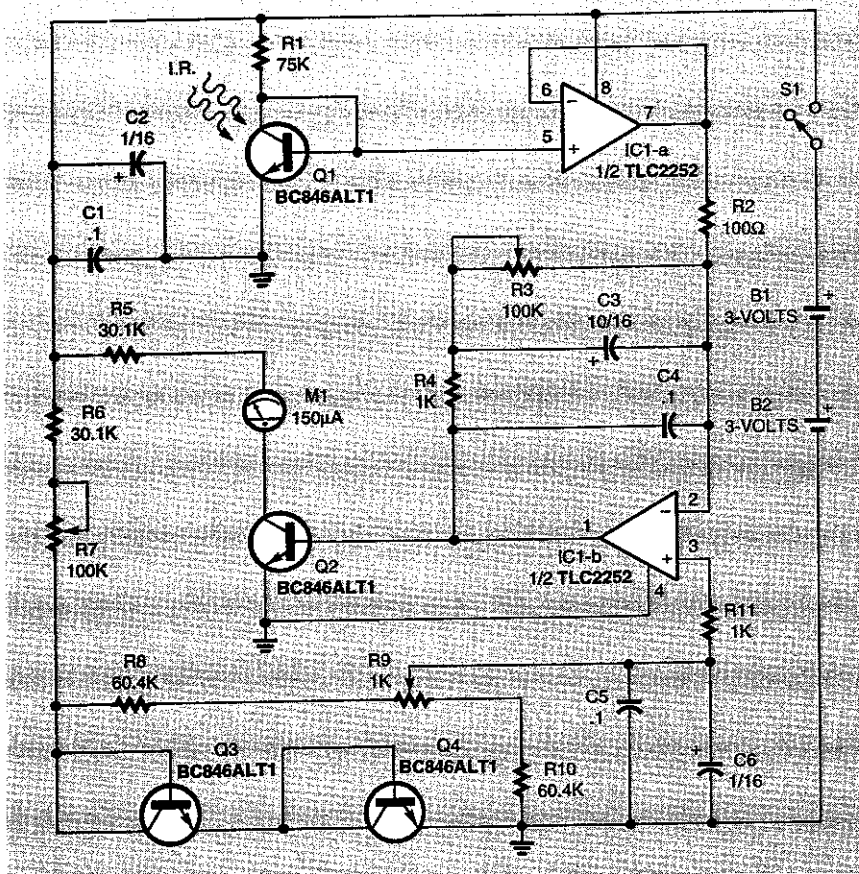 R1
75K
I.R.
C2
1/16
+
Q1
BC846ALT1
6
−
5
+
8
7
IC1-a
1/2 TLC2252
S1
C1
.1
R2
100Ω
R3
100K
R5
30.1K
C3
10/16
+
B1
3-VOLTS
+
R4
1K
C4
.1
M1
150µA
R6
30.1K
B2
3-VOLTS
+
R7
100K
Q2
BC846ALT1
1
2
−
3
+
4
IC1-b
1/2 TLC2252
R11
1K
R8
60.4K
R9
1K
C5
.1
Q3
BC846ALT1
Q4
BC846ALT1
R10
60.4K
+
C6
1/16